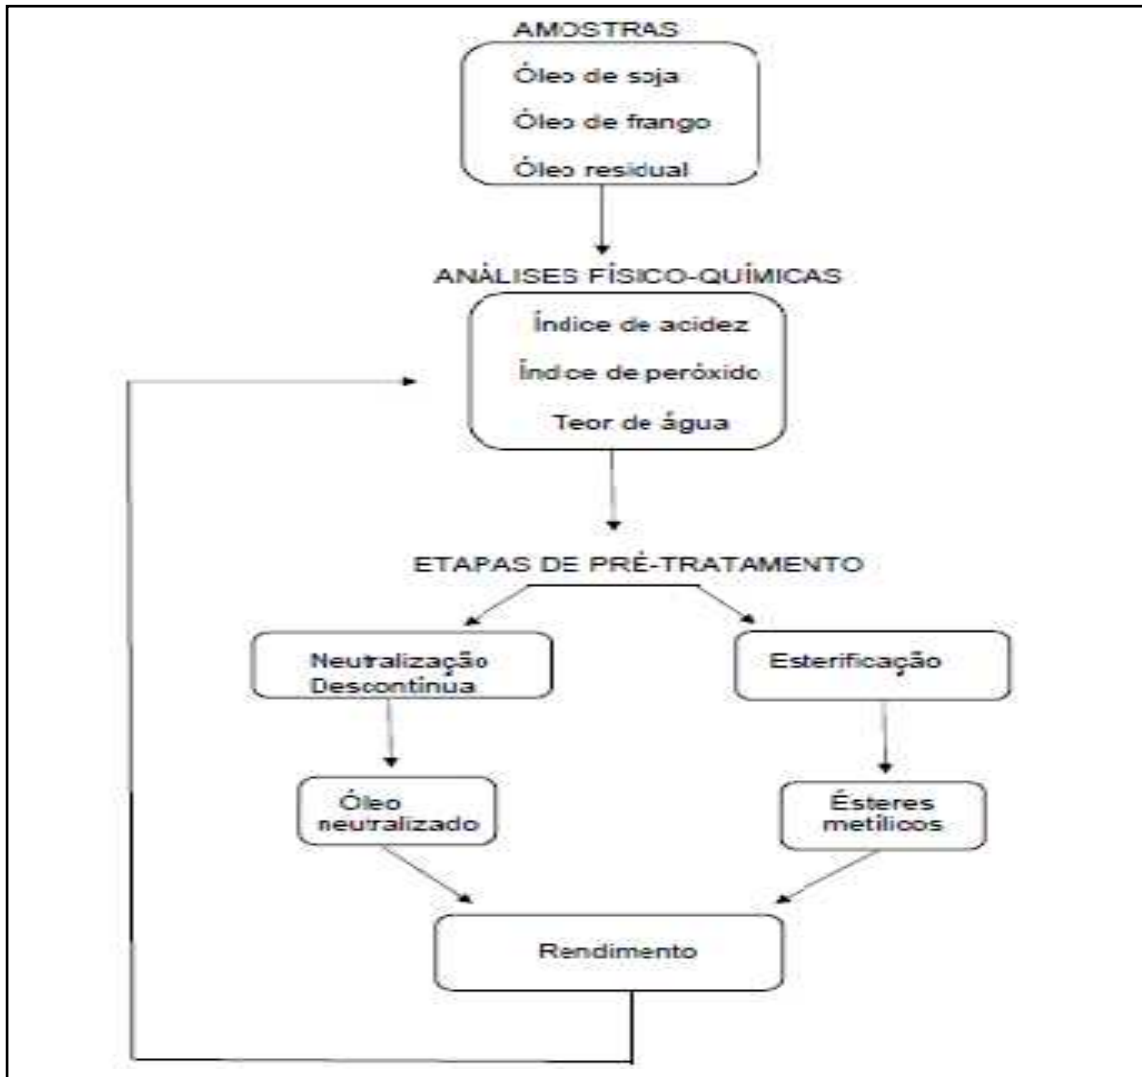 AMOSTRAS
Óleo de soja
Óleo de frango
Óleo residual
ANÁLISES FÍSICO-QUÍMICAS
Índice de acidez
Índice de peróxido
Teor de água
ETAPAS DE PRÉ-TRATAMENTO
Neutralização
Descontínua
Esterificação
Óleo
neutralizado
Ésteres
metílicos
Rendimento